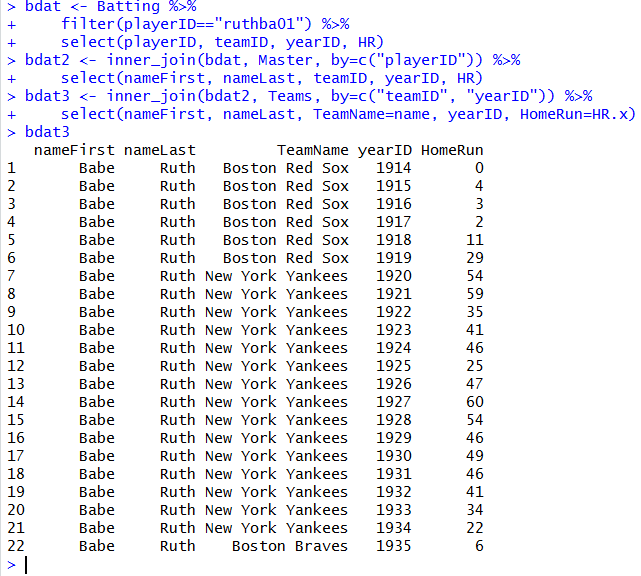 > bdat <- Batting %>%
+     filter(playerID=="ruthba01") %>%
+     select(playerID, teamID, yearID, HR)
> bdat2 <- inner_join(bdat, Master, by=c("playerID")) %>%
+     select(nameFirst, nameLast, teamID, yearID, HR)
> bdat3 <- inner_join(bdat2, Teams, by=c("teamID", "yearID")) %>%
+     select(nameFirst, nameLast, TeamName=name, yearID, HomeRun=HR.x)
> bdat3
   nameFirst nameLast         TeamName yearID HomeRun
1       Babe     Ruth   Boston Red Sox   1914       0
2       Babe     Ruth   Boston Red Sox   1915       4
3       Babe     Ruth   Boston Red Sox   1916       3
4       Babe     Ruth   Boston Red Sox   1917       2
5       Babe     Ruth   Boston Red Sox   1918      11
6       Babe     Ruth   Boston Red Sox   1919      29
7       Babe     Ruth New York Yankees   1920      54
8       Babe     Ruth New York Yankees   1921      59
9       Babe     Ruth New York Yankees   1922      35
10      Babe     Ruth New York Yankees   1923      41
11      Babe     Ruth New York Yankees   1924      46
12      Babe     Ruth New York Yankees   1925      25
13      Babe     Ruth New York Yankees   1926      47
14      Babe     Ruth New York Yankees   1927      60
15      Babe     Ruth New York Yankees   1928      54
16      Babe     Ruth New York Yankees   1929      46
17      Babe     Ruth New York Yankees   1930      49
18      Babe     Ruth New York Yankees   1931      46
19      Babe     Ruth New York Yankees   1932      41
20      Babe     Ruth New York Yankees   1933      34
21      Babe     Ruth New York Yankees   1934      22
22      Babe     Ruth    Boston Braves   1935       6
>